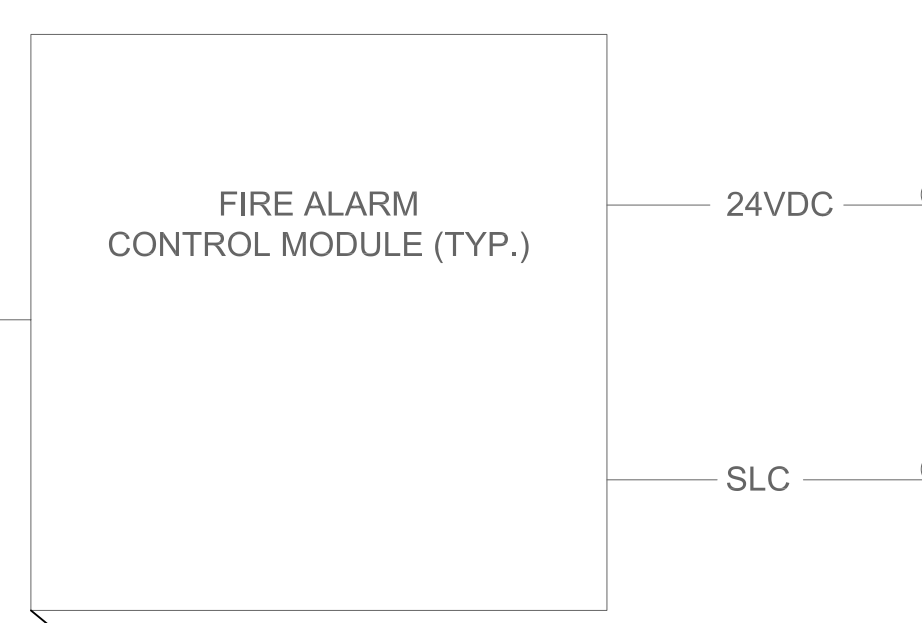 FIRE ALARM
CONTROL MODULE (TYP.)
24VDC
SLC